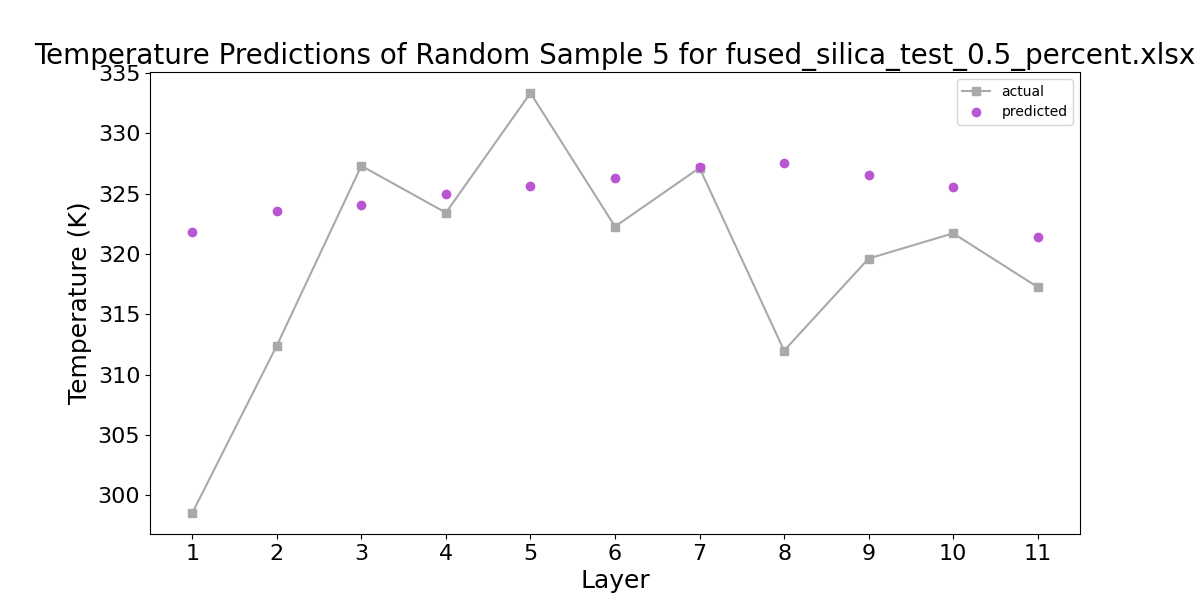 Temperature Predictions of Random Sample 5 for fused_silica_test_0.5_percent.xlsx
actual
predicted
Temperature (K)
335
330
325
320
315
310
305
300
1 2 3 4 5 6 7 8 9 10 11
Layer